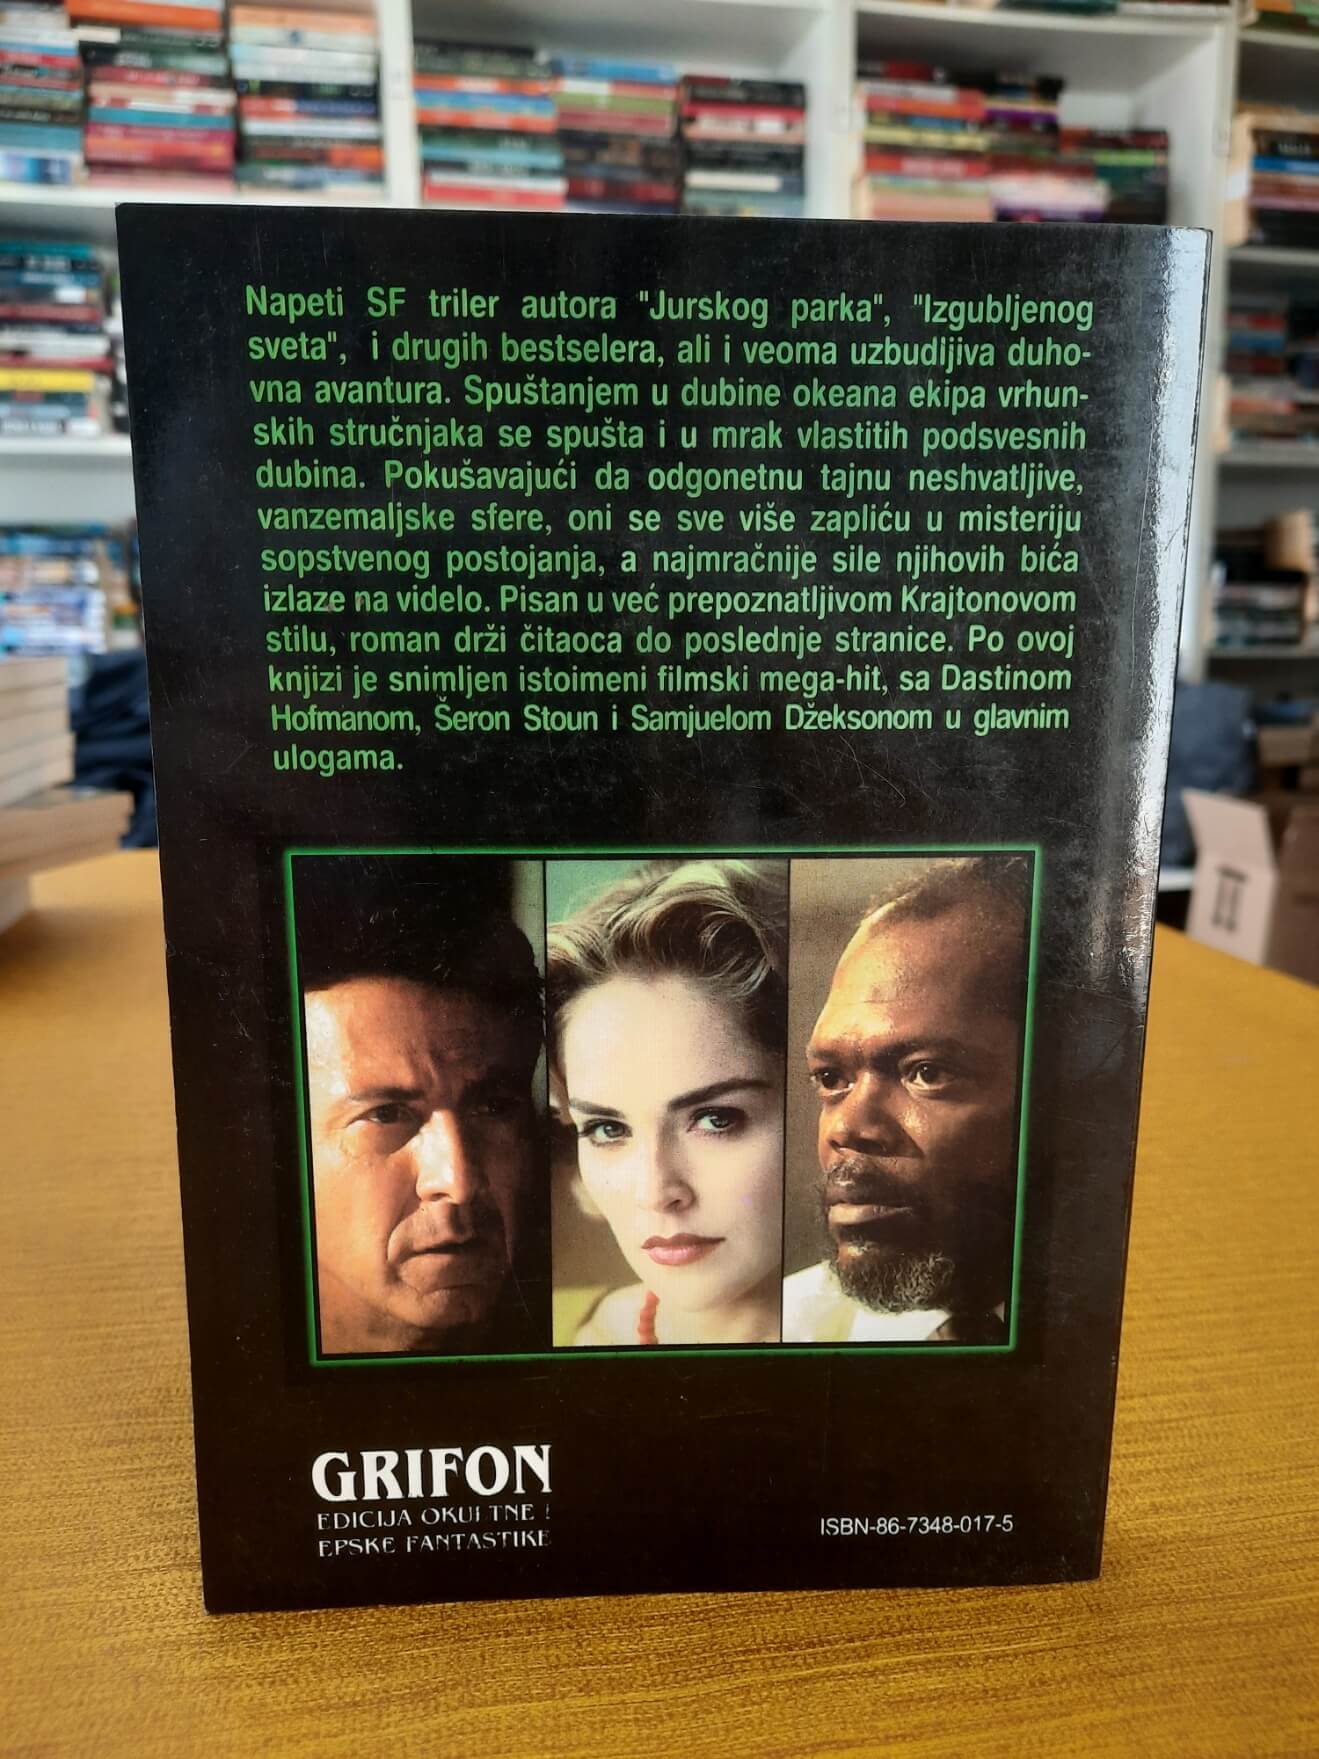 Napeti SF triler autora "Jurskog parka", "Izgubljenog
sveta", i drugih bestselera, ali i veoma uzbudljiva duho-
vna avantura. Spuštanjem u dubine okeana ekipa vrhun-
skih stručnjaka se spušta i u mrak vlastitih podsvesnih
dubina. Pokušavajući da odgonetnu tajnu neshvatljive,
vanzemaljske sfere, oni se sve više zapliću u misteriju
sopstvenog postojanja, a najmračnije sile njihovih bića
izlaze na videlo. Pisan u već prepoznatljivom Krajtonovom
stilu, roman drži čitaoca do poslednje stranice. Po ovoj
knjizi je snimljen istoimeni filmski mega-hit, sa Dastinom
Hofmanom, Šeron Stoun i Samjuelom Džeksonom u glavnim
ulogama.
GRIFON
EDICIJA OKULTNE I
EPSKE FANTASTIKE
ISBN-86-7348-017-5